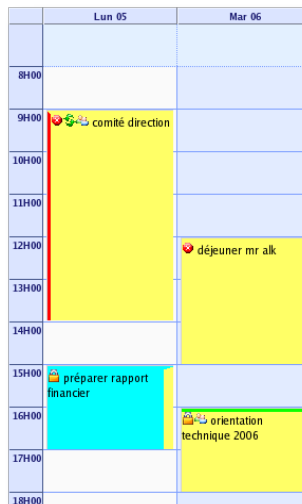 Lun 05
Mar 06
8H00
9H00
comité direction
10H00
11H00
12H00
déjeuner mr alk
13H00
14H00
15H00
préparer rapport
financier
16H00
orientation
technique 2006
17H00
18H00